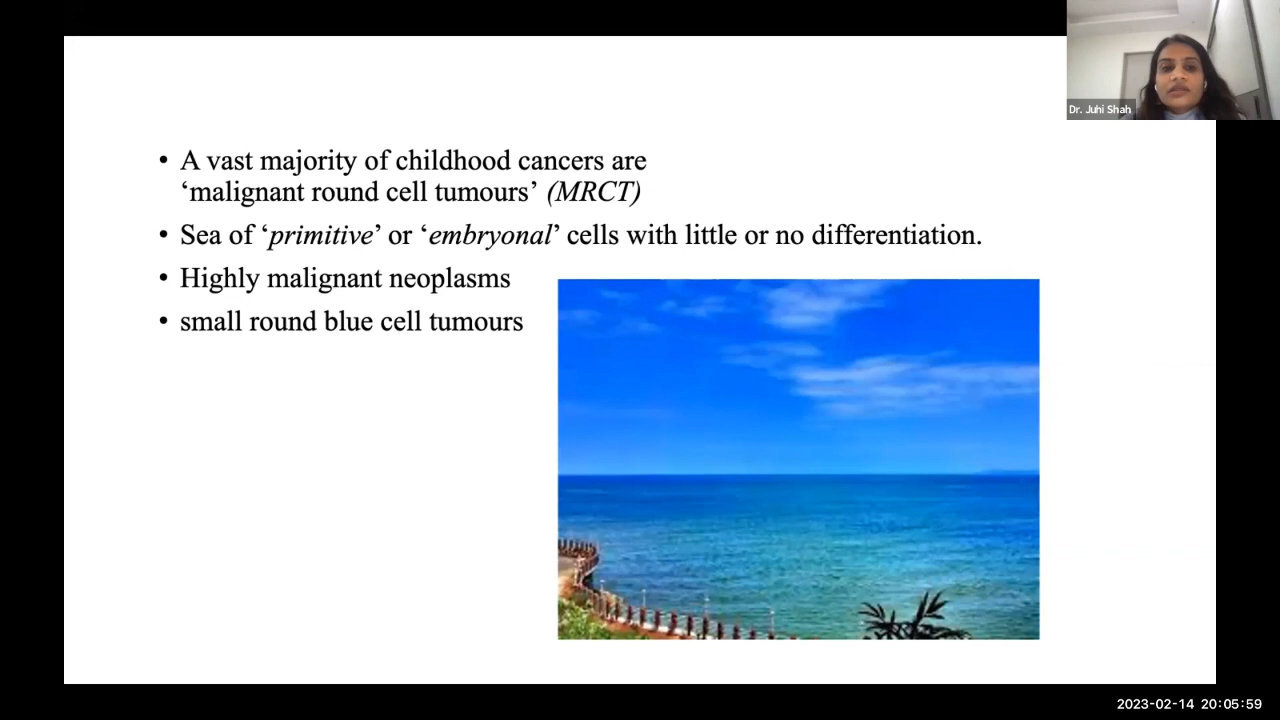 Dr. Juhi Shah
• A vast majority of childhood cancers are
‘malignant round cell tumours’ (MRCT)
• Sea of ‘primitive’ or ‘embryonal’ cells with little or no differentiation.
• Highly malignant neoplasms
• small round blue cell tumours
2023-02-14 20:05:59